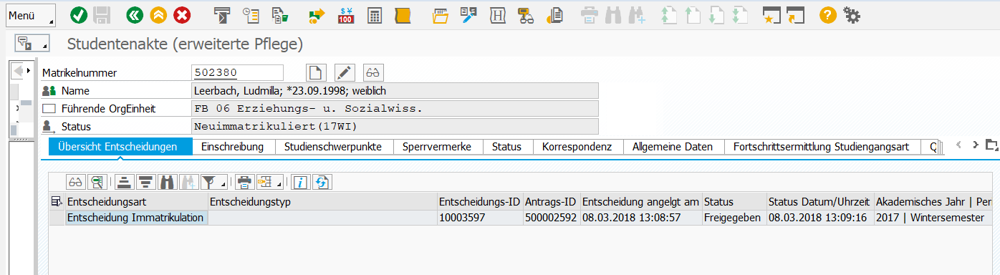 Menü
Studentenakte (erweiterte Pflege)
Matrikelnummer 502380
Name Leerbach, Ludmilla; *23.09.1998; weiblich
Führende OrgEinheit FB 06 Erziehungs- u. Sozialwiss.
Status Neuimmatrikuliert(17WI)
Übersicht Entscheidungen Einschreibung Studienschwerpunkte Sperrvermerke Status Korrespondenz Allgemeine Daten Fortschrittsermittlung Studiengangsart Q
Entscheidungsart Entscheidungstyp Entscheidungs-ID Antrags-ID Entscheidung angelgt am Status Status Datum/Uhrzeit Akademisches Jahr | Peri
Entscheidung Immatrikulation 10003597 500002592 08.03.2018 13:08:57 Freigegeben 08.03.2018 13:09:16 2017 | Wintersemester